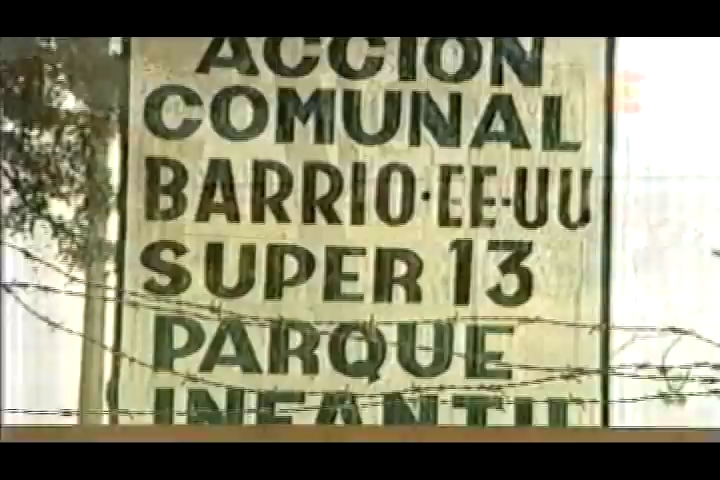 ACCION
COMUNAL
BARRIO·EE·UU
SUPER 13
PARQUE
INFANTIL